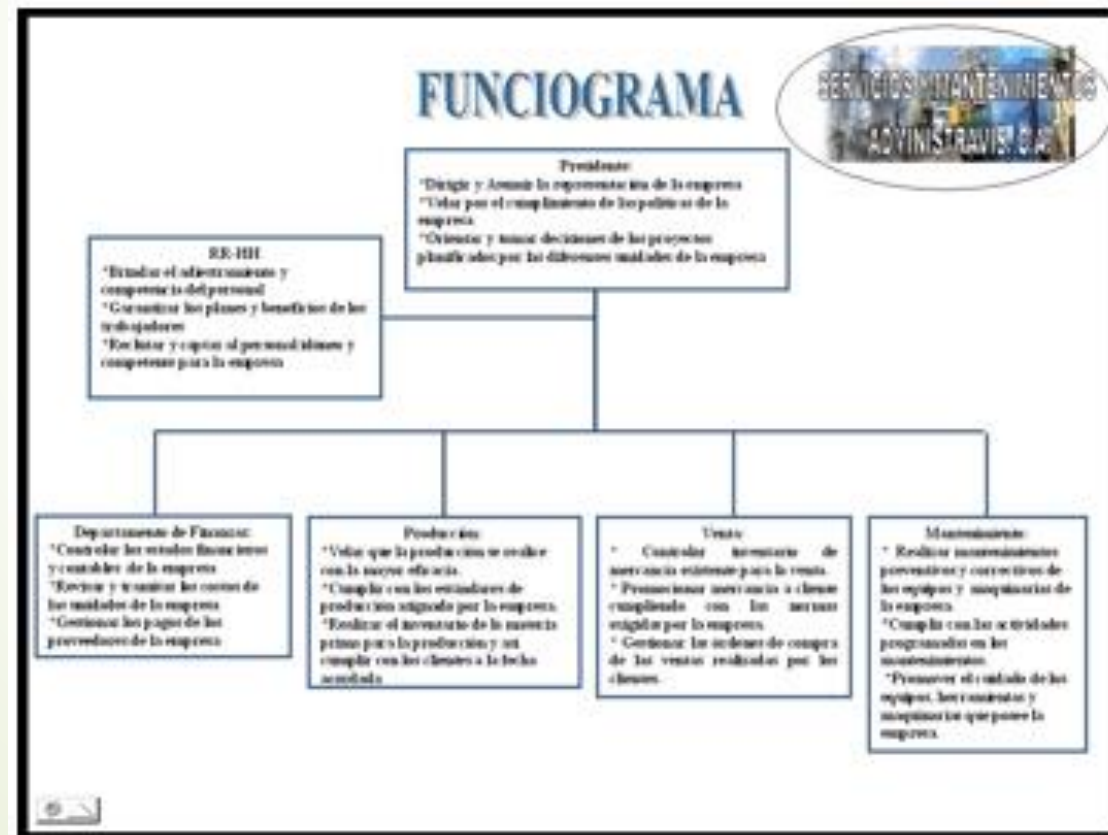 FUNCIOGRAMA
SERVICIOS Y MANTENIMIENTOS
C.A.
Presidente:
*Dirigir y Asumir la representación de la empresa
*Velar por el cumplimiento de las políticas de la
empresa
*Orientar y tomar decisiones de los proyectos
planificados por las diferentes unidades de la empresa
RR-HH
*Brindar el adiestramiento y
competencia del personal
*Garantizar los planes y beneficios de los
trabajadores
*Reclutar y captar al personal idóneo y
competente para la empresa
Departamento de Finanzas:
*Controlar los estados financieros
y contables de la empresa
*Revisar y tramitar los costos de
las unidades de la empresa
*Gestionar los pagos de los
proveedores de la empresa
Producción:
*Velar que la producción se realice
con la mayor eficacia.
*Cumplir con los estándares de
producción asignado por la empresa.
*Realizar el inventario de la materia
prima para la producción y así
cumplir con los clientes a la fecha
acordada
Venta:
* Controlar inventario de
mercancía existente para la venta.
* Promocionar mercancía a cliente
cumpliendo con las normas
exigidas por la empresa.
* Gestionar las ordenes de compra
de las ventas realizadas por los
clientes.
Mantenimiento:
* Realizar mantenimientos
preventivos y correctivos de
los equipos y maquinarias de
la empresa.
*Cumplir con las actividades
programadas en los
mantenimientos.
*Promover el cuidado de los
equipos, herramientas y
maquinarias que posee la
empresa